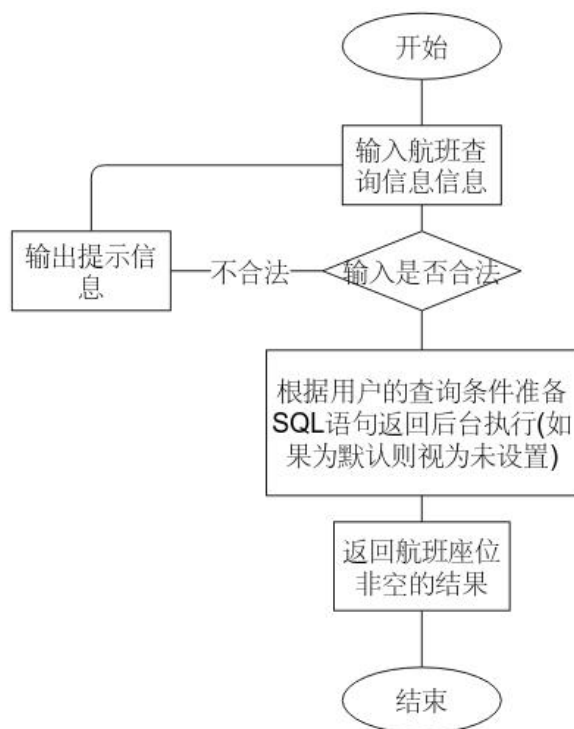 开始
输入航班查
询信息信息
输出提示信
息
不合法
输入是否合法
根据用户的查询条件准备
SQL语句返回后台执行(如
果为默认则视为未设置)
返回航班座位
非空的结果
结束